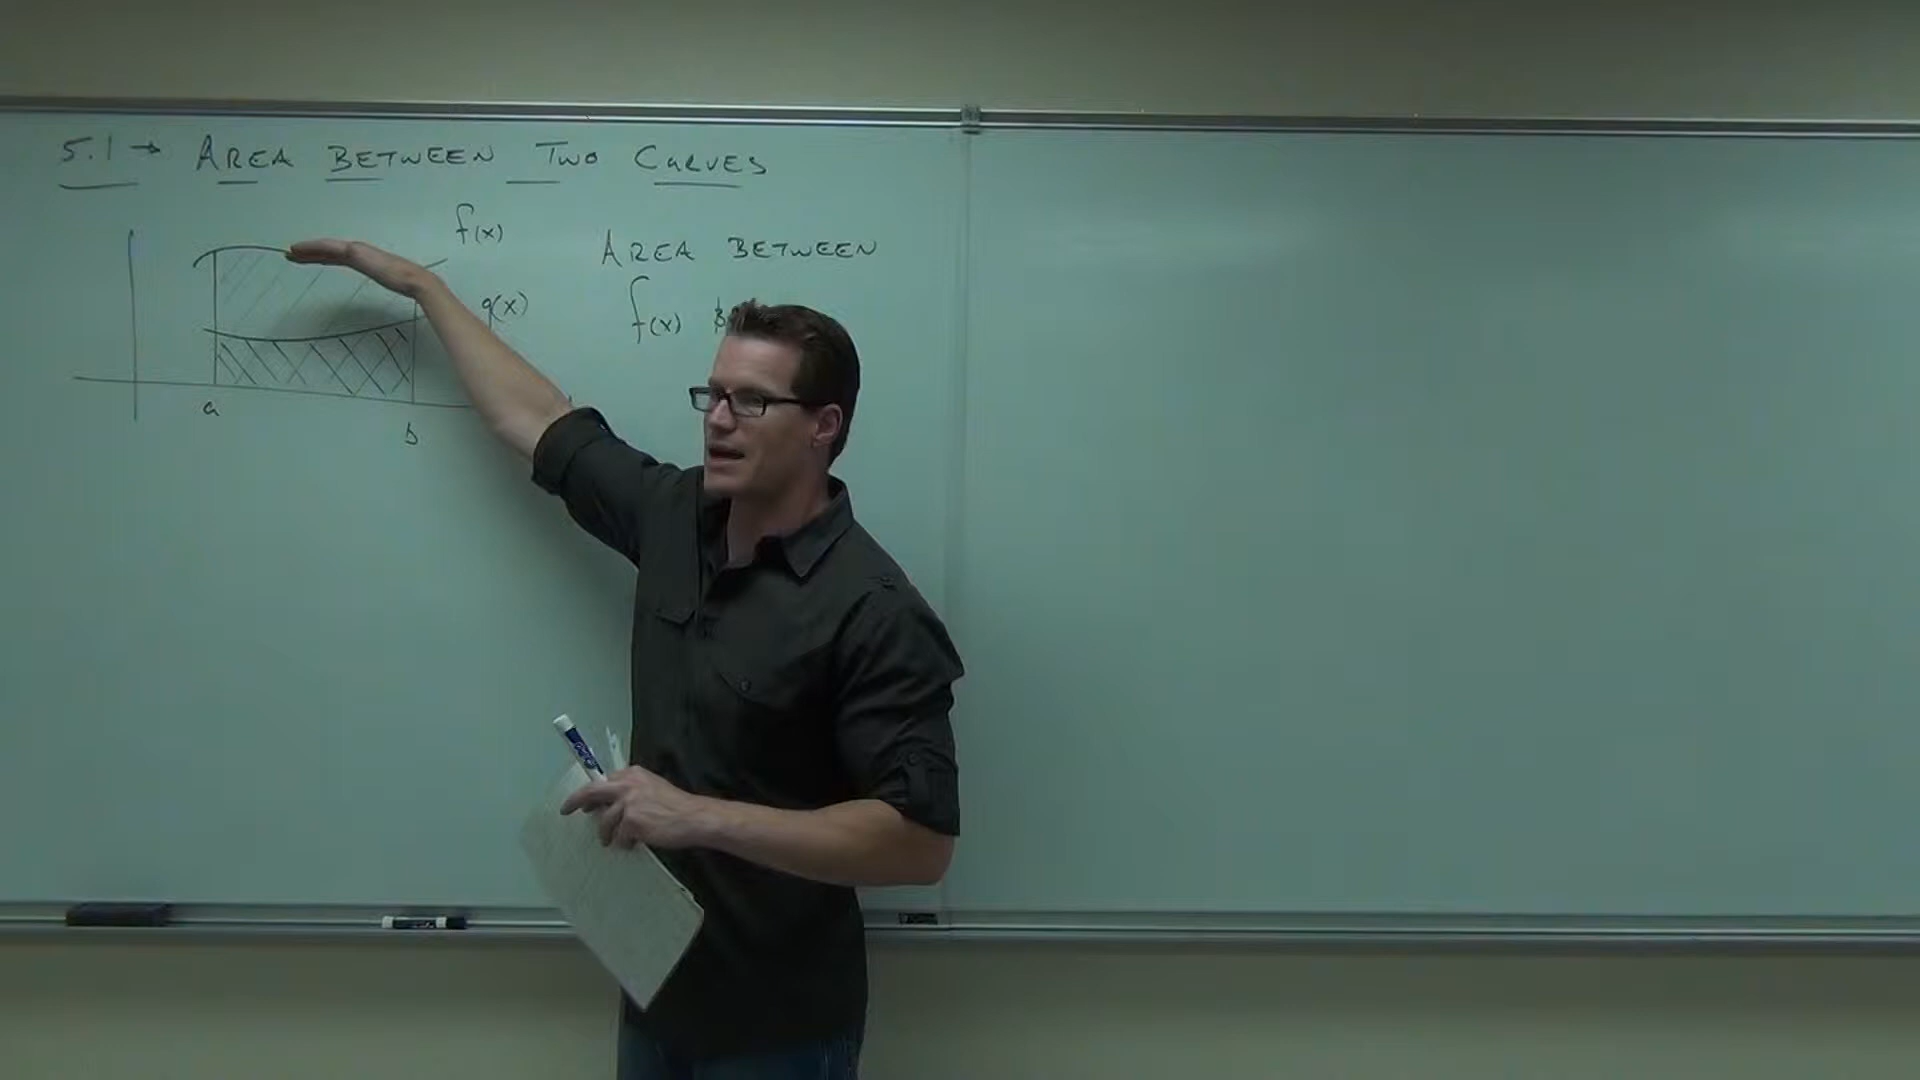 5.1 → AREA BETWEEN TWO CURVES
f(x)
AREA BETWEEN
g(x)
f(x) &
a
b